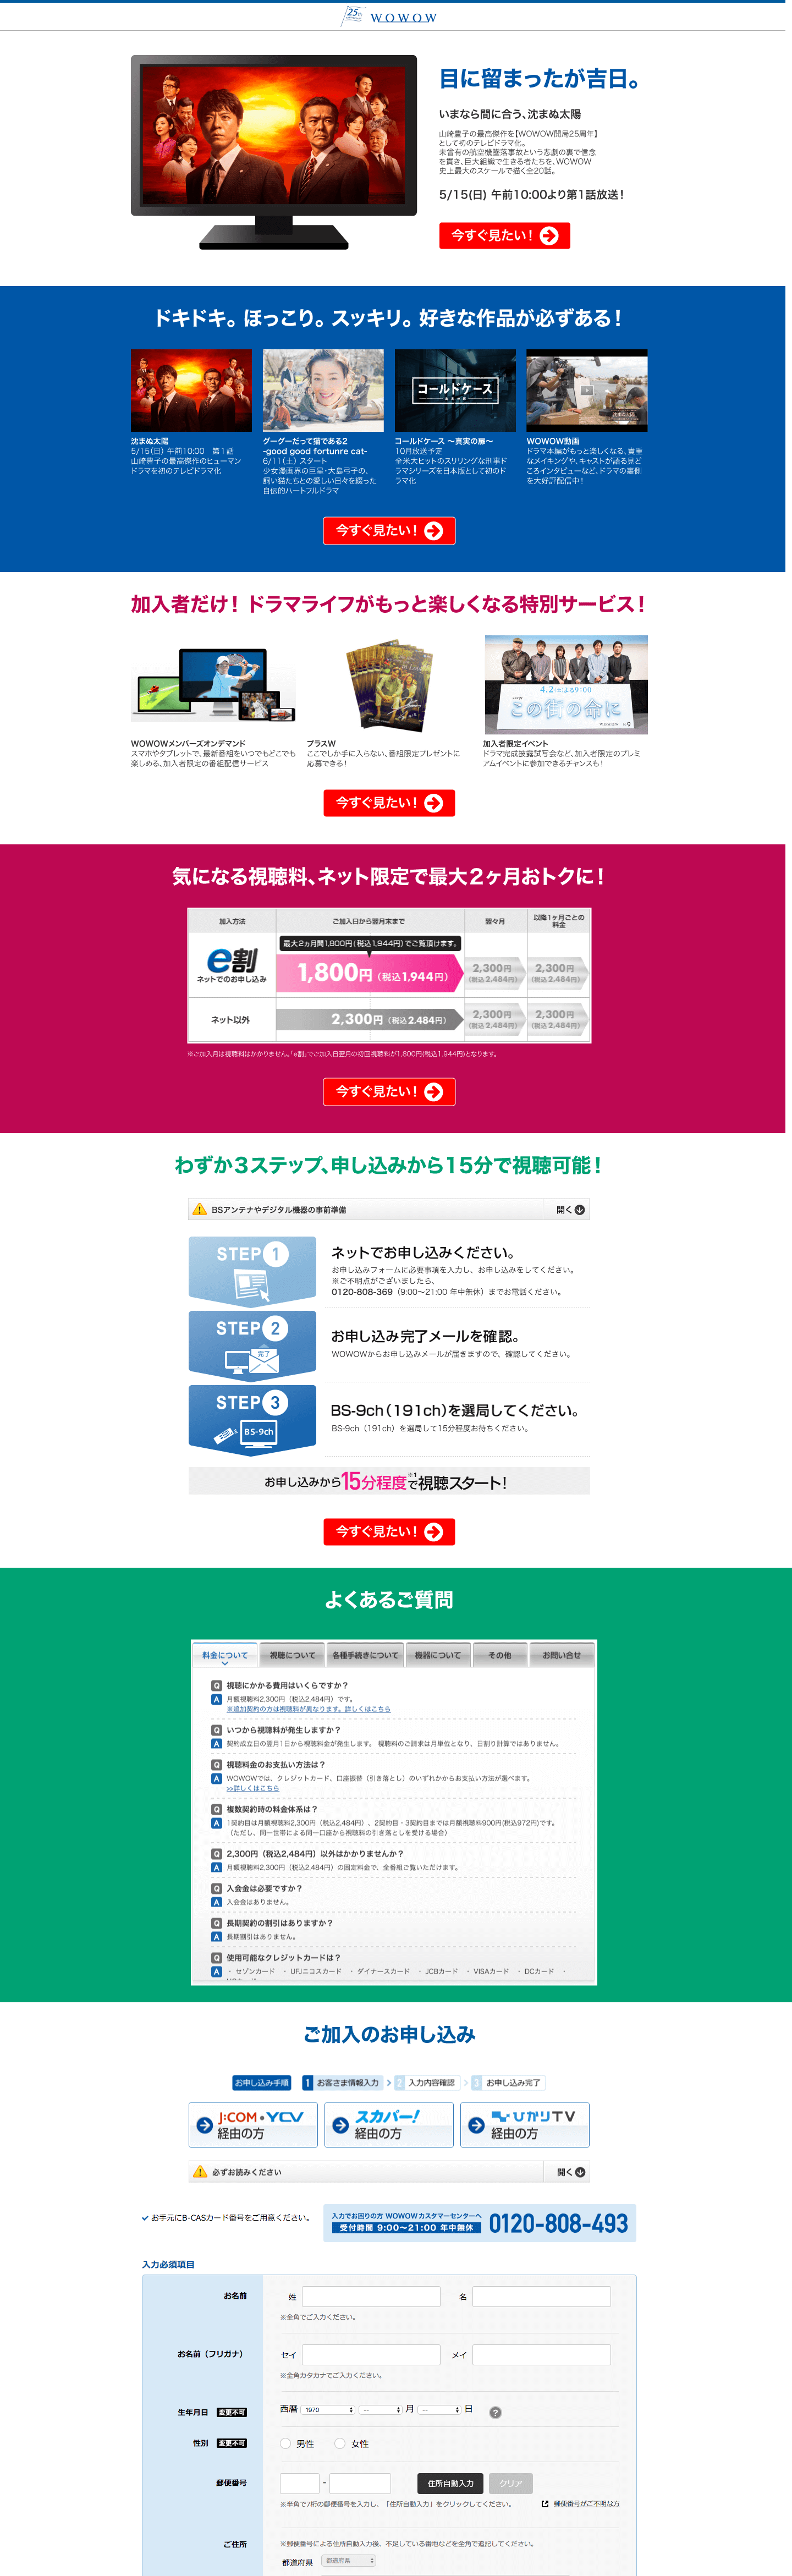 25th WOWOW
目に留まったが吉日。
いまなら間に合う、沈まぬ太陽
山崎豊子の最高傑作を【WOWOW開局25周年】
として初のテレビドラマ化。
未曾有の航空機墜落事故という悲劇の裏で信念
を貫き、巨大組織で生きる者たちを、WOWOW
史上最大のスケールで描く全20話。
5/15(日) 午前10:00より第1話放送！
今すぐ見たい！
ドキドキ。ほっこり。スッキリ。好きな作品が必ずある！
コールドケース
沈まぬ太陽
5/15(日) 午前10:00　第1話
山崎豊子の最高傑作のヒューマン
ドラマを初のテレビドラマ化
グーグーだって猫である2
-good good fortunre cat-
6/11(土) スタート
少女漫画界の巨星・大島弓子の、
飼い猫たちとの愛しい日々を綴った
自伝的ハートフルドラマ
コールドケース ～真実の扉～
10月放送予定
全米大ヒットのスリリングな刑事ド
ラマシリーズを日本版として初のド
ラマ化
WOWOW動画
ドラマ本編がもっと楽しくなる、貴重
なメイキングや、キャストが語る見ど
ころインタビューなど、ドラマの裏側
を大好評配信中！
今すぐ見たい！
加入者だけ！ドラマライフがもっと楽しくなる特別サービス！
4.2(土)よる9:00
この街の命に
WOWOWメンバーズオンデマンド
スマホやタブレットで、最新番組をいつでもどこでも
楽しめる、加入者限定の番組配信サービス
プラスW
ここでしか手に入らない、番組限定プレゼントに
応募できる！
加入者限定イベント
ドラマ完成披露試写会など、加入者限定のプレミ
アムイベントに参加できるチャンスも！
今すぐ見たい！
気になる視聴料、ネット限定で最大2ヶ月おトクに！
加入方法
ご加入日から翌月末まで
翌々月
以降1ヶ月ごとの
料金
最大2ヵ月間1,800円(税込1,944円)でご覧頂けます。
e割
ネットでのお申し込み
1,800円（税込1,944円）
2,300円
（税込2,484円）
2,300円
（税込2,484円）
ネット以外
2,300円（税込2,484円）
2,300円
（税込2,484円）
2,300円
（税込2,484円）
※ご加入月は視聴料はかかりません。「e割」でご加入日翌月の初回視聴料が1,800円(税込1,944円)となります。
今すぐ見たい！
わずか3ステップ、申し込みから15分で視聴可能！
BSアンテナやデジタル機器の事前準備
開く
STEP 1
ネットでお申し込みください。
お申し込みフォームに必要事項を入力し、お申し込みをしてください。
※ご不明点がございましたら、
0120-808-369（9:00～21:00 年中無休）までお電話ください。
STEP 2
完了
お申し込み完了メールを確認。
WOWOWからお申し込みメールが届きますので、確認してください。
STEP 3
BS-9ch
BS-9ch（191ch）を選局してください。
BS-9ch（191ch）を選局して15分程度お待ちください。
お申し込みから15分程度※1で視聴スタート！
今すぐ見たい！
よくあるご質問
料金について
視聴について
各種手続きについて
機器について
その他
お問い合せ
Q 視聴にかかる費用はいくらですか？
A 月額視聴料2,300円（税込2,484円）です。
※追加契約の方は視聴料が異なります。詳しくはこちら
Q いつから視聴料が発生しますか？
A 契約成立日の翌月1日から視聴料金が発生します。 視聴料のご請求は月単位となり、日割り計算ではありません。
Q 視聴料金のお支払い方法は？
A WOWOWでは、クレジットカード、口座振替（引き落とし）のいずれかからお支払い方法が選べます。
>>詳しくはこちら
Q 複数契約時の料金体系は？
A 1契約目は月額視聴料2,300円（税込2,484円）、2契約目・3契約目までは月額視聴料900円(税込972円)です。
（ただし、同一世帯による同一口座から視聴料の引き落としを受ける場合）
Q 2,300円（税込2,484円）以外はかかりませんか？
A 月額視聴料2,300円（税込2,484円）の固定料金で、全番組ご覧いただけます。
Q 入会金は必要ですか？
A 入会金はありません。
Q 長期契約の割引はありますか？
A 長期割引はありません。
Q 使用可能なクレジットカードは？
A ・ セゾンカード　・ UFJニコスカード　・ ダイナースカード　・ JCBカード　・ VISAカード　・ DCカード　・
ご加入のお申し込み
お申し込み手順
1 お客さま情報入力
2 入力内容確認
3 お申し込み完了
J:COM・YCV
経由の方
スカパー!
経由の方
ひかりTV
経由の方
必ずお読みください
開く
お手元にB-CASカード番号をご用意ください。
入力でお困りの方 WOWOWカスタマーセンターへ
受付時間 9:00～21:00 年中無休
0120-808-493
入力必須項目
お名前
姓
名
※全角でご入力ください。
お名前（フリガナ）
セイ
メイ
※全角カタカナでご入力ください。
生年月日 変更不可
西暦 1970 -- 月 -- 日 ?
性別 変更不可
男性
女性
郵便番号
-
住所自動入力
クリア
※半角で7桁の郵便番号を入力し、「住所自動入力」をクリックしてください。
郵便番号がご不明な方
ご住所
※郵便番号による住所自動入力後、不足している番地などを全角で追記してください。
都道府県
都道府県